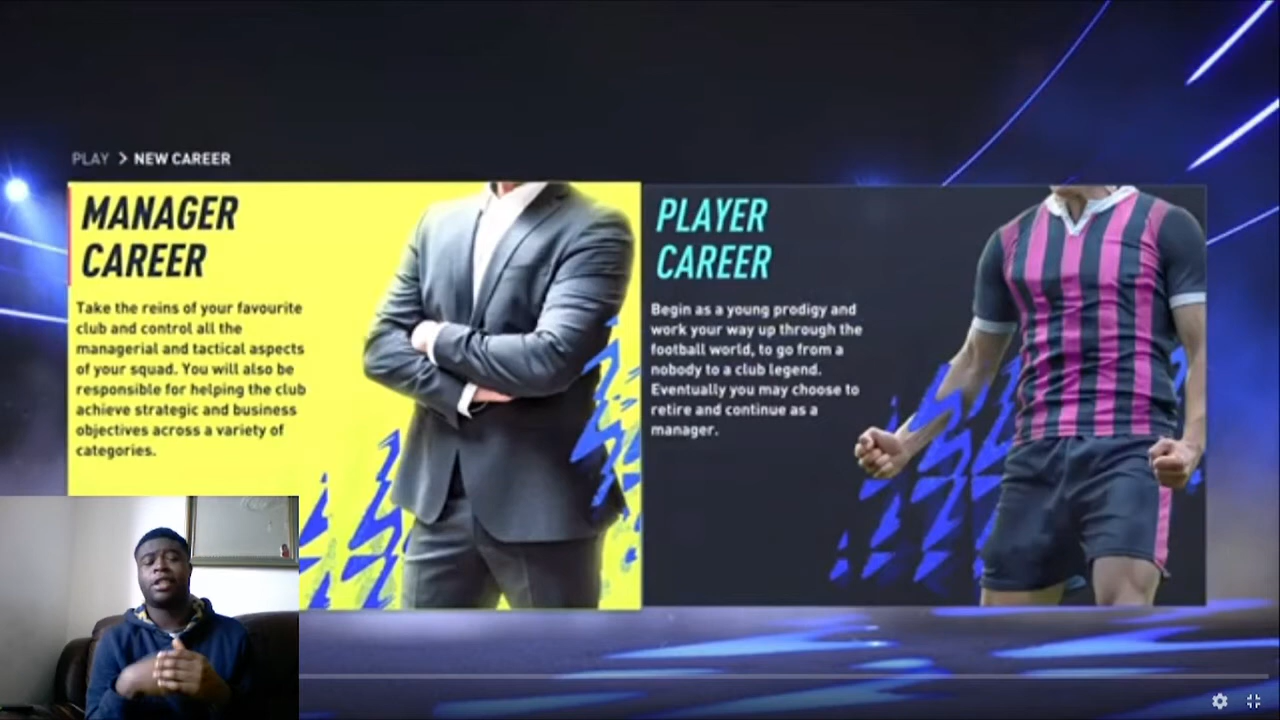 PLAY > NEW CAREER
MANAGER
CAREER
Take the reins of your favourite
club and control all the
managerial and tactical aspects
of your squad. You will also be
responsible for helping the club
achieve strategic and business
objectives across a variety of
categories.
PLAYER
CAREER
Begin as a young prodigy and
work your way up through the
football world, to go from a
nobody to a club legend.
Eventually you may choose to
retire and continue as a
manager.